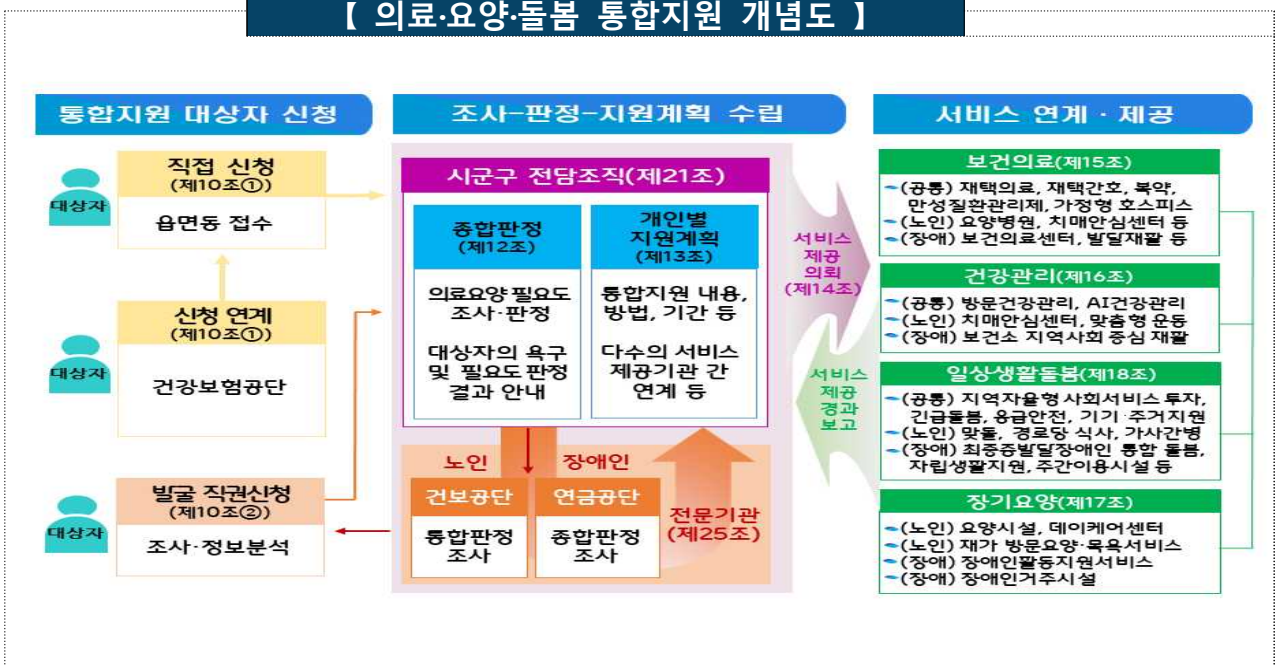 【 의료·요양·돌봄 통합지원 개념도 】
통합지원 대상자 신청
대상자
직접 신청
(제10조①)
읍면동 접수
대상자
신청 연계
(제10조①)
건강보험공단
대상자
발굴 직권신청
(제10조②)
조사·정보분석
조사-판정-지원계획 수립
시군구 전담조직(제21조)
종합판정
(제12조)
의료요양 필요도
조사·판정
대상자의 욕구
및 필요도 판정
결과 안내
개인별
지원계획
(제13조)
통합지원 내용,
방법, 기간 등
다수의 서비스
제공기관 간
연계 등
노인
장애인
건보공단
통합판정
조사
연금공단
종합판정
조사
전문기관
(제25조)
서비스
제공
의뢰
(제14조)
서비스
제공
경과
보고
서비스 연계 · 제공
보건의료(제15조)
(공통) 재택의료, 재택간호, 복약,
만성질환관리제, 가정형 호스피스
(노인) 요양병원, 치매안심센터 등
(장애) 보건의료센터, 발달재활 등
건강관리(제16조)
(공통) 방문건강관리, AI건강관리
(노인) 치매안심센터, 맞춤형 운동
(장애) 보건소 지역사회 중심 재활
일상생활돌봄(제18조)
(공통) 지역자율형 사회서비스 투자,
긴급돌봄, 응급안전, 기기·주거지원
(노인) 맞돌, 경로당 식사, 가사간병
(장애) 최중증발달장애인 통합 돌봄,
자립생활지원, 주간이용시설 등
장기요양(제17조)
(노인) 요양시설, 데이케어센터
(노인) 재가 방문요양·목욕서비스
(장애) 장애인활동지원서비스
(장애) 장애인거주시설